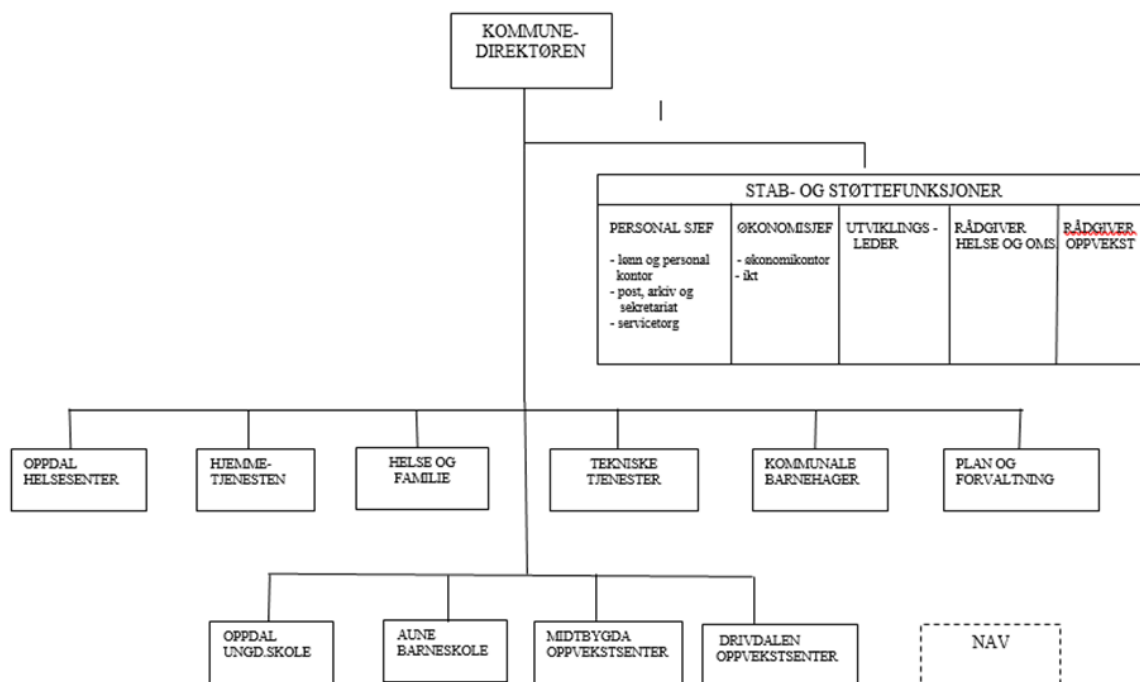 KOMMUNE-
DIREKTØREN
STAB- OG STØTTEFUNKSJONER
PERSONAL SJEF
- lønn og personal
kontor
- post, arkiv og
sekretariat
- servicetorg
ØKONOMISJEF
- økonomikontor
- ikt
UTVIKLINGS -
LEDER
RÅDGIVER
HELSE OG OMS.
RÅDGIVER
OPPVEKST
OPPDAL
HELSESENTER
HJEMME-
TJENESTEN
HELSE OG
FAMILIE
TEKNISKE
TJENESTER
KOMMUNALE
BARNEHAGER
PLAN OG
FORVALTNING
OPPDAL
UNGD.SKOLE
AUNE
BARNESKOLE
MIDTBYGDA
OPPVEKSTSENTER
DRIVDALEN
OPPVEKSTSENTER
NAV